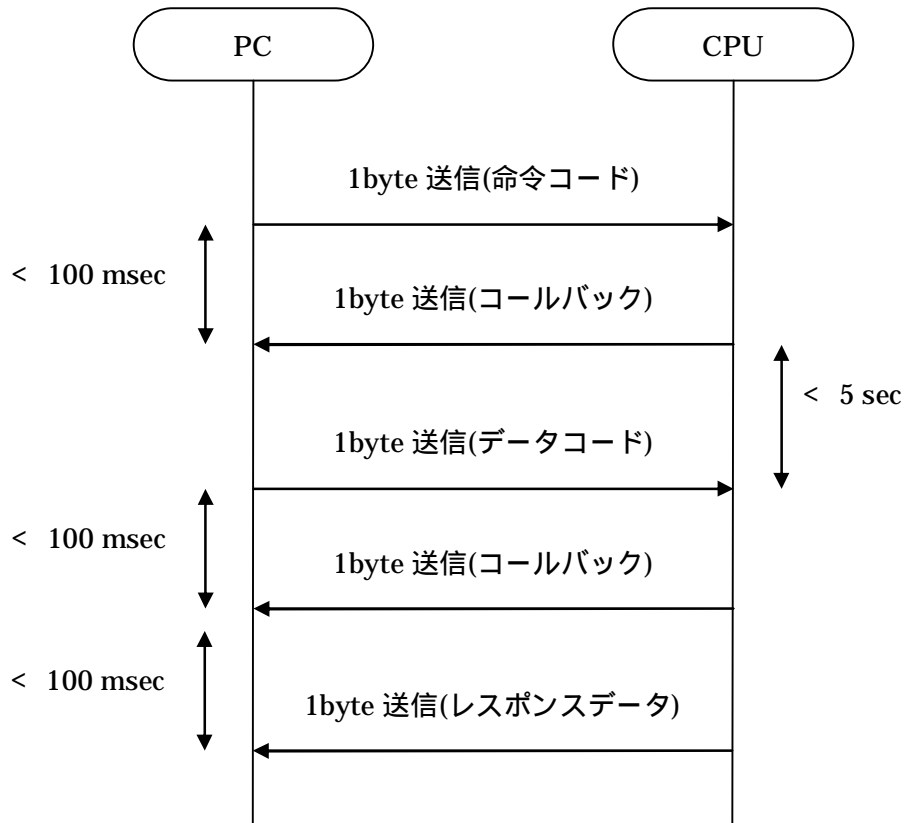 PC
CPU
1byte 送信(命令コード)
< 100 msec
1byte 送信(コールバック)
< 5 sec
1byte 送信(データコード)
< 100 msec
1byte 送信(コールバック)
< 100 msec
1byte 送信(レスポンスデータ)